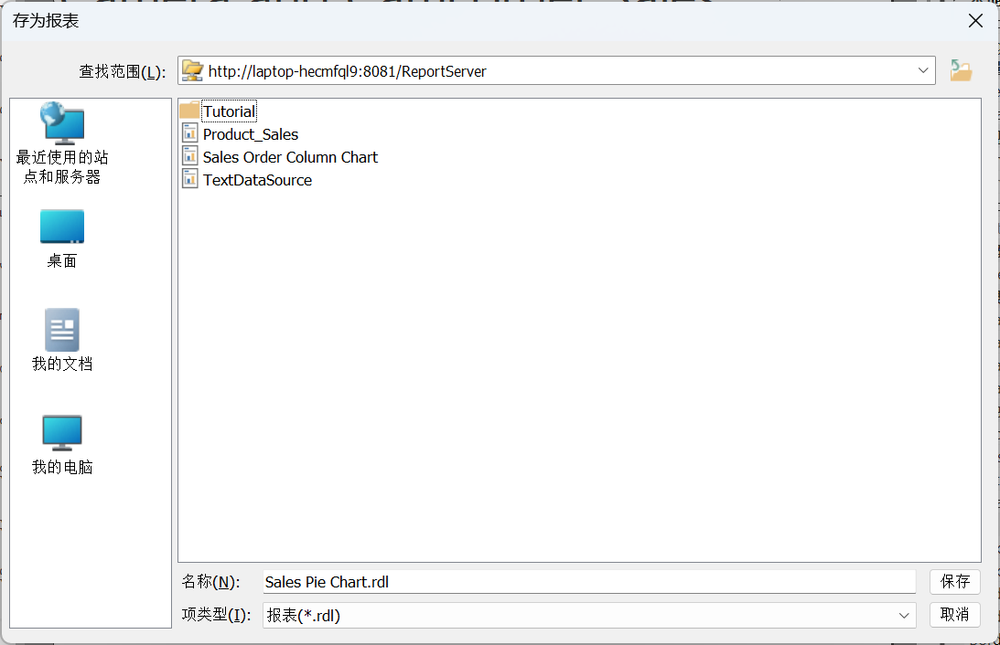 存为报表
查找范围(L):
http://laptop-hecmfql9:8081/ReportServer
最近使用的站
点和服务器
桌面
我的文档
我的电脑
Tutorial
Product_Sales
Sales Order Column Chart
TextDataSource
名称(N):
Sales Pie Chart.rdl
保存
项类型(I):
报表(*.rdl)
取消